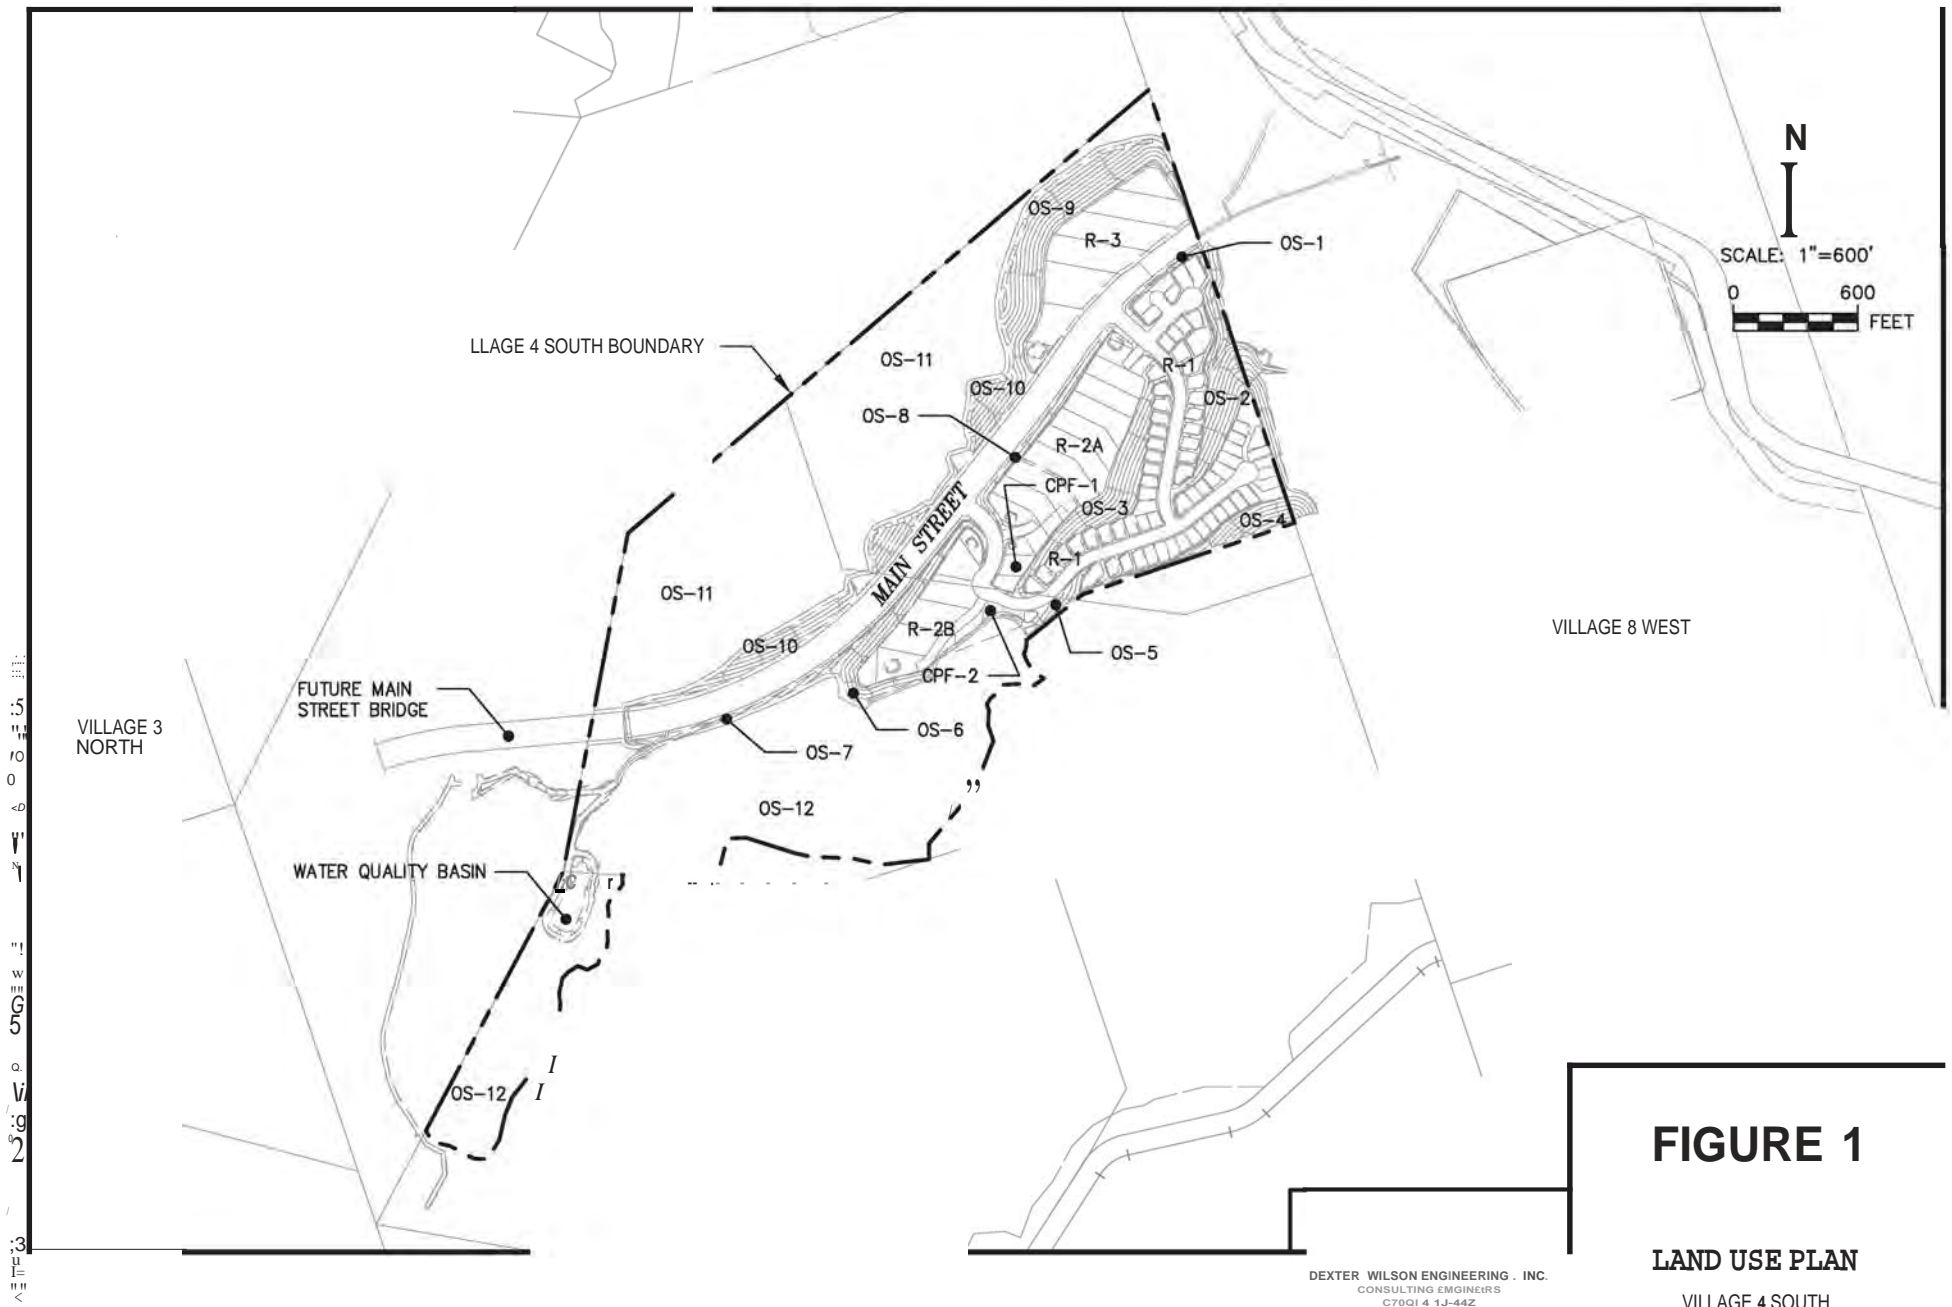 N
SCALE: 1"=600'
0 600
FEET
OS-9
R-3
OS-1
LLAGE 4 SOUTH BOUNDARY
OS-11
OS-10
R-1
OS-2
OS-8
R-2A
CPF-1
OS-3
OS-4
MAIN STREET
R-1
OS-11
R-2B
OS-10
OS-5
CPF-2
VILLAGE 8 WEST
FUTURE MAIN
STREET BRIDGE
VILLAGE 3
NORTH
OS-6
OS-7
OS-12
WATER QUALITY BASIN
OS-12
FIGURE 1
LAND USE PLAN
VILLAGE 4 SOUTH
DEXTER WILSON ENGINEERING . INC.